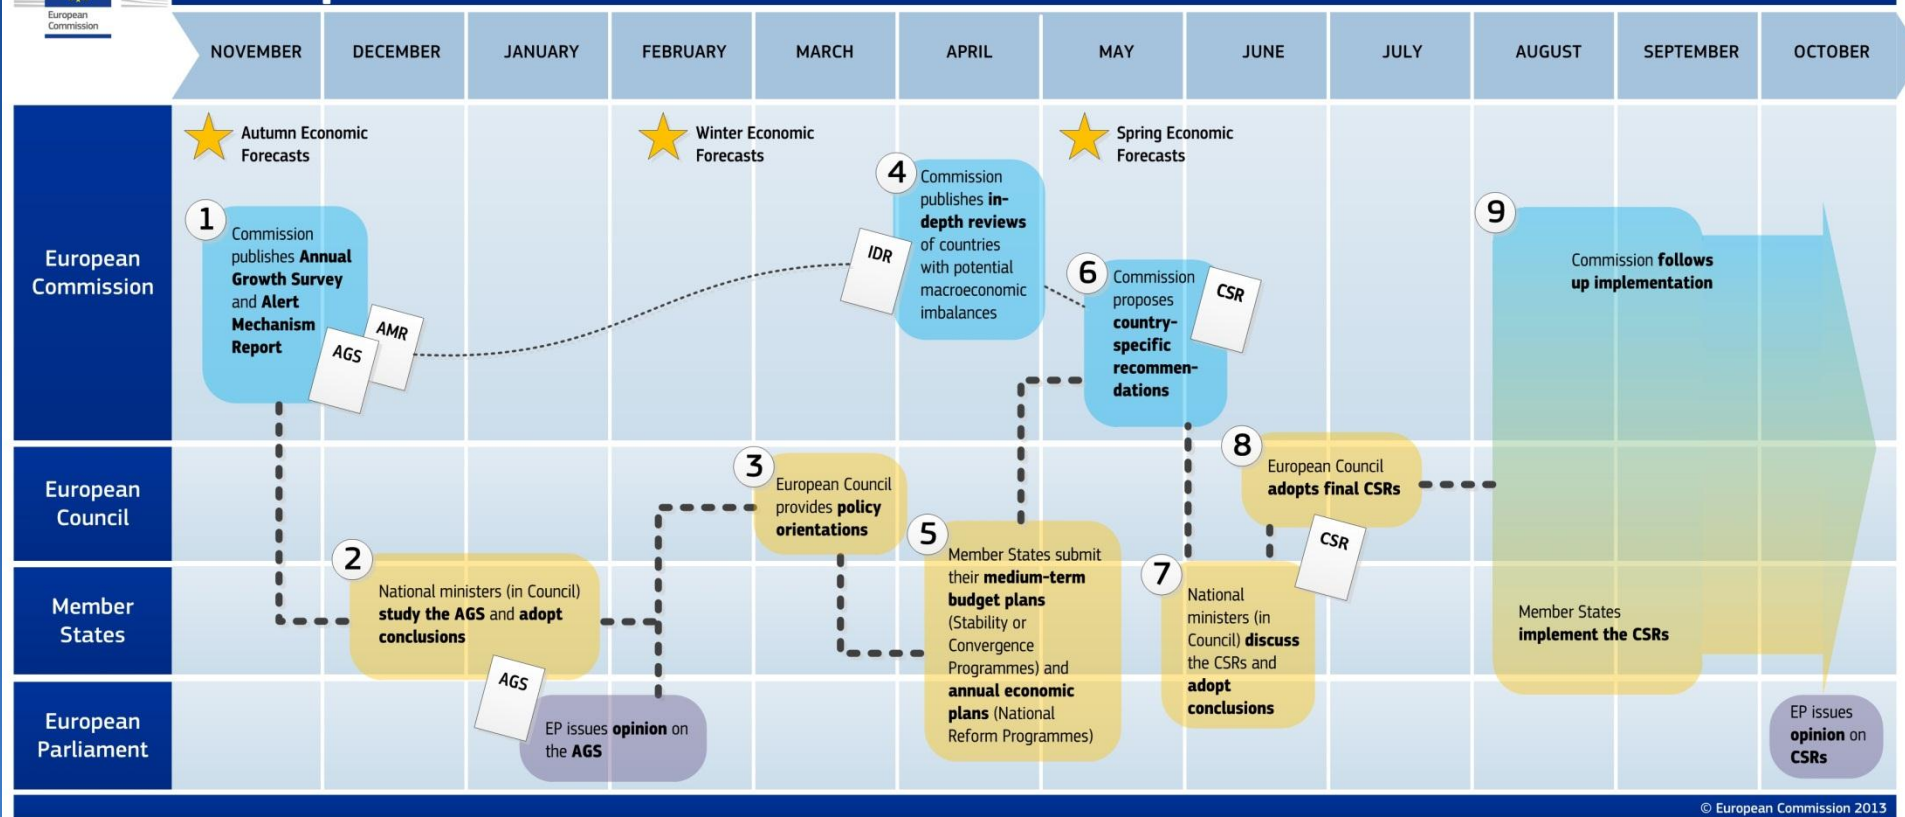 European
Commission
NOVEMBER
DECEMBER
JANUARY
FEBRUARY
MARCH
APRIL
MAY
JUNE
JULY
AUGUST
SEPTEMBER
OCTOBER
European
Commission
Autumn Economic
Forecasts
Winter Economic
Forecasts
Spring Economic
Forecasts
1
Commission
publishes Annual
Growth Survey
and Alert
Mechanism
Report
AGS
AMR
4
Commission
publishes in-
depth reviews
of countries
with potential
macroeconomic
imbalances
IDR
6
Commission
proposes
country-
specific
recommen-
dations
CSR
9
Commission follows
up implementation
European
Council
3
European Council
provides policy
orientations
8
European Council
adopts final CSRs
CSR
Member
States
2
National ministers (in Council)
study the AGS and adopt
conclusions
AGS
5
Member States submit
their medium-term
budget plans
(Stability or
Convergence
Programmes) and
annual economic
plans (National
Reform Programmes)
7
National
ministers (in
Council) discuss
the CSRs and
adopt
conclusions
Member States
implement the CSRs
European
Parliament
EP issues opinion on
the AGS
EP issues
opinion on
CSRs
© European Commission 2013